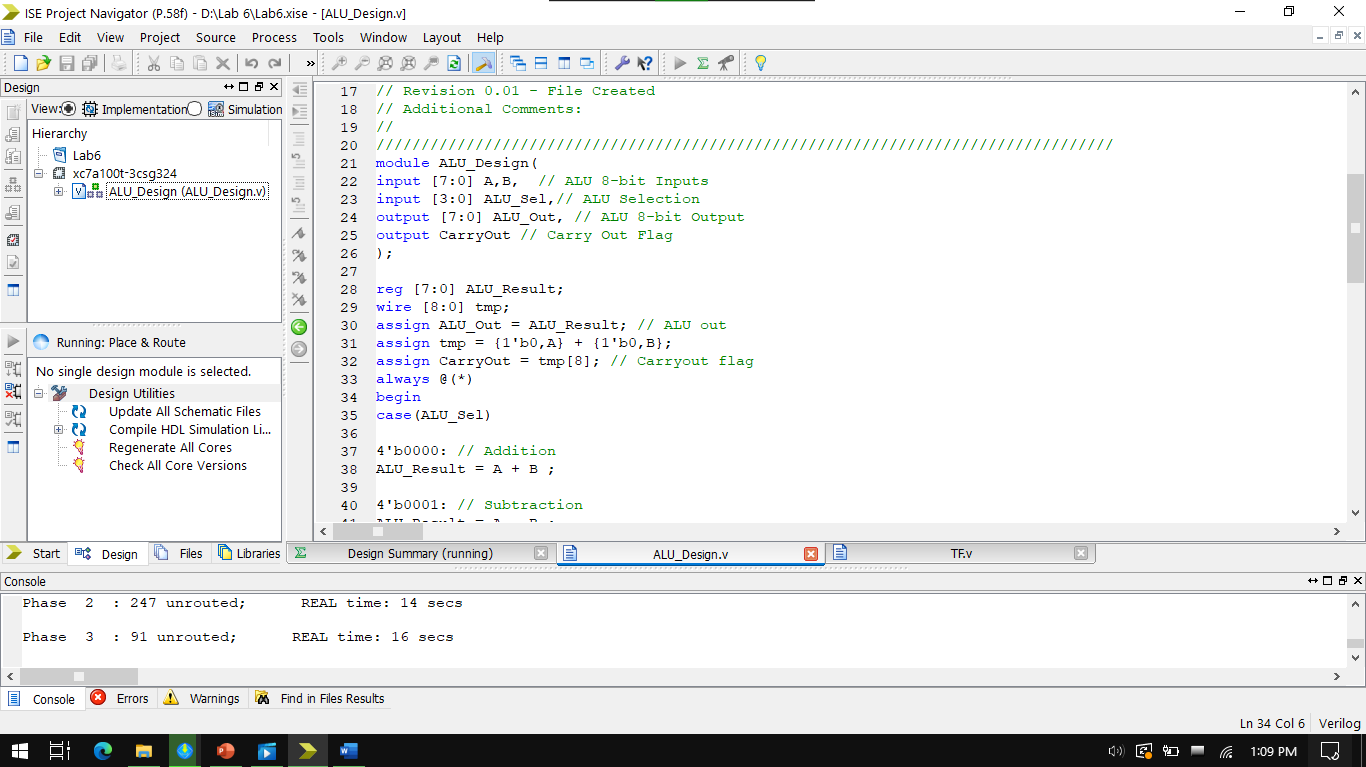 ISE Project Navigator (P.58f) - D:\Lab 6\Lab6.xise - [ALU_Design.v]
File Edit View Project Source Process Tools Window Layout Help
Design
View: Implementation Simulation
Hierarchy
Lab6
xc7a100t-3csg324
ALU_Design (ALU_Design.v)
Running: Place & Route
No single design module is selected.
Design Utilities
Update All Schematic Files
Compile HDL Simulation Li...
Regenerate All Cores
Check All Core Versions
17 // Revision 0.01 - File Created
18 // Additional Comments:
19 //
20 //////////////////////////////////////////////////////////////////////////////////
21 module ALU_Design(
22 input [7:0] A,B,  // ALU 8-bit Inputs
23 input [3:0] ALU_Sel,// ALU Selection
24 output [7:0] ALU_Out, // ALU 8-bit Output
25 output CarryOut // Carry Out Flag
26 );
27
28 reg [7:0] ALU_Result;
29 wire [8:0] tmp;
30 assign ALU_Out = ALU_Result; // ALU out
31 assign tmp = {1'b0,A} + {1'b0,B};
32 assign CarryOut = tmp[8]; // Carryout flag
33 always @(*)
34 begin
35 case(ALU_Sel)
36
37 4'b0000: // Addition
38 ALU_Result = A + B ;
39
40 4'b0001: // Subtraction
41 ALU_Result = A - B ;
Start Design Files Libraries
Design Summary (running) ALU_Design.v TF.v
Console
Phase  2  : 247 unrouted;      REAL time: 14 secs
Phase  3  : 91 unrouted;      REAL time: 16 secs
Console Errors Warnings Find in Files Results
Ln 34 Col 6 Verilog
1:09 PM